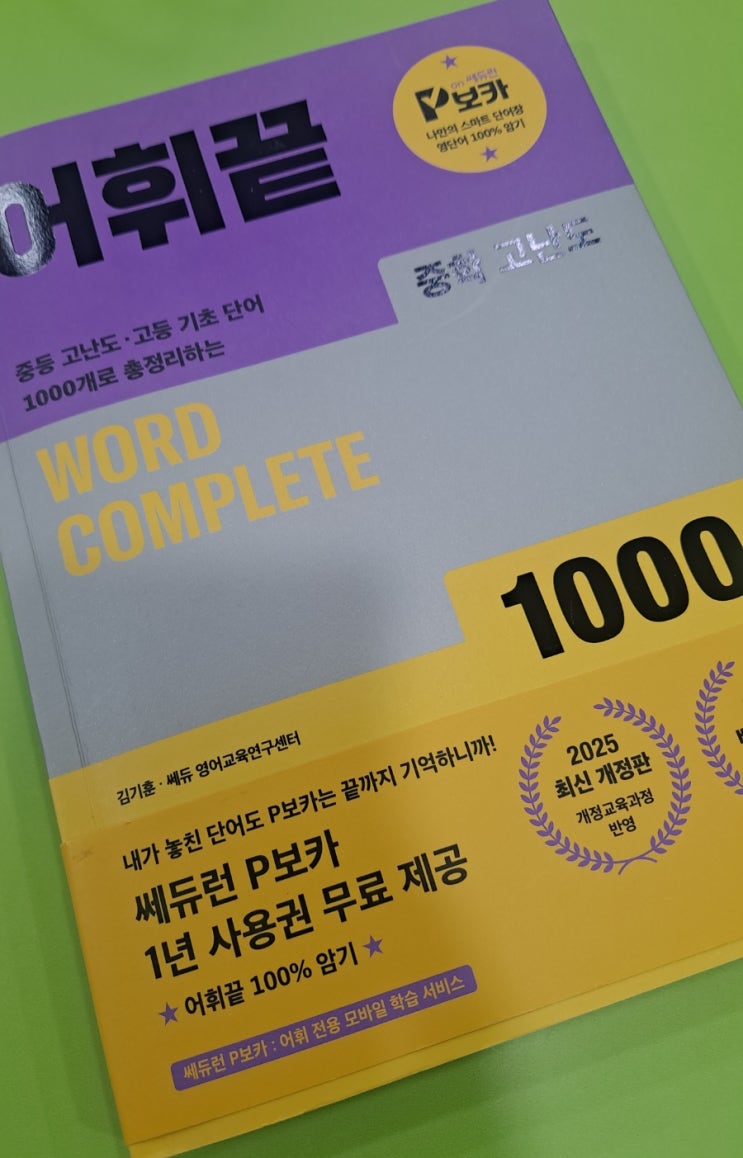 on 쎄듀런
P보카
나만의 스마트 단어장
영단어 100% 암기
어휘끝
중학 고난도
중등 고난도·고등 기초 단어
1000개로 총정리하는
WORD
COMPLETE
1000
김기훈·쎄듀 영어교육연구센터
내가 놓친 단어도 P보카는 끝까지 기억하니까!
쎄듀런 P보카
1년 사용권 무료 제공
★ 어휘끝 100% 암기 ★
쎄듀런 P보카 : 어휘 전용 모바일 학습 서비스
2025
최신 개정판
개정교육과정
반영